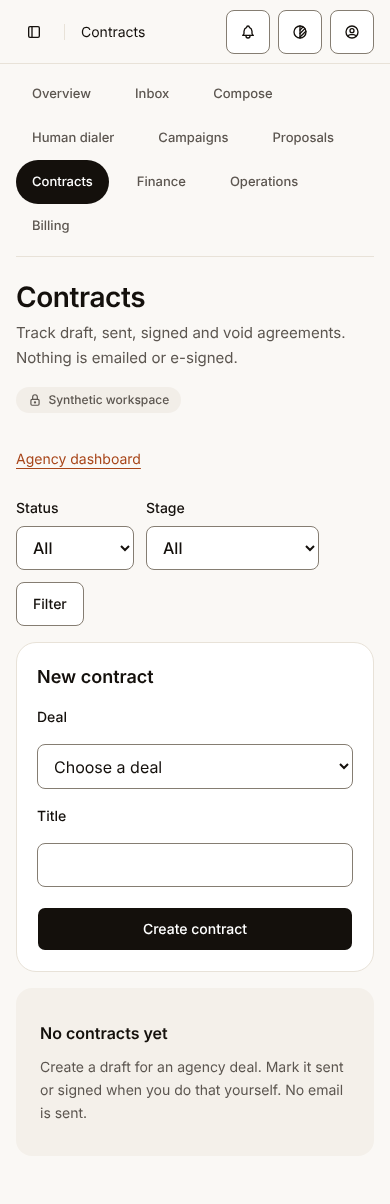 Contracts
Overview
Inbox
Compose
Human dialer
Campaigns
Proposals
Contracts
Finance
Operations
Billing
Contracts
Track draft, sent, signed and void agreements.
Nothing is emailed or e-signed.
Synthetic workspace
Agency dashboard
Status
Stage
All
All
Filter
New contract
Deal
Choose a deal
Title
Create contract
No contracts yet
Create a draft for an agency deal. Mark it sent
or signed when you do that yourself. No email
is sent.